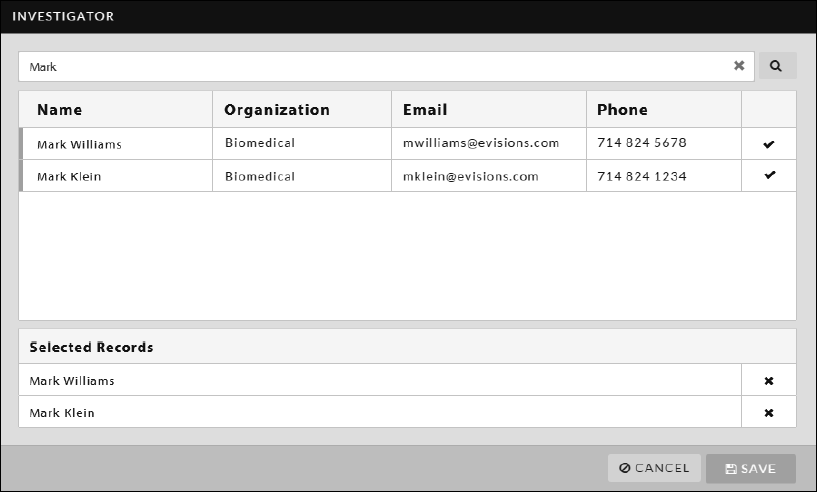 INVESTIGATOR
Mark
Name Organization Email Phone
Mark Williams Biomedical mwilliams@evisions.com 714 824 5678
Mark Klein Biomedical mklein@evisions.com 714 824 1234
Selected Records
Mark Williams
Mark Klein
CANCEL SAVE